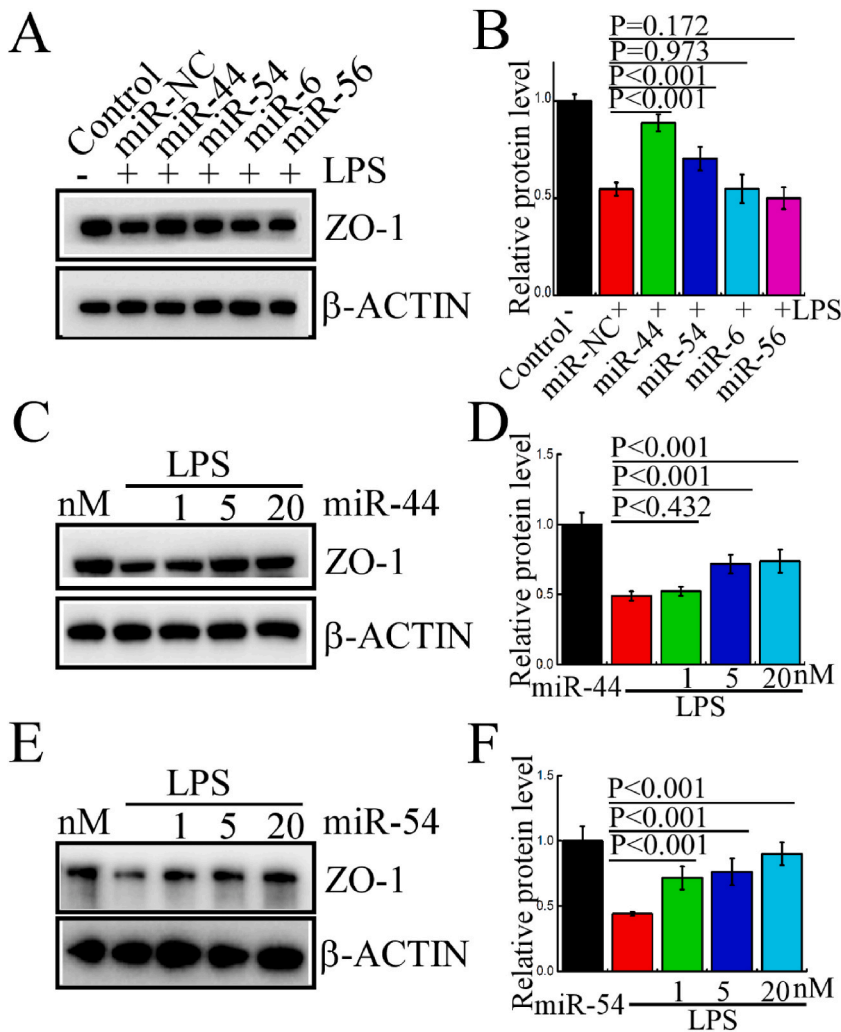 A
Control
miR-NC
miR-44
miR-54
miR-6
miR-56
- + + + + + LPS
ZO-1
β-ACTIN
B
P=0.172
P=0.973
P<0.001
P<0.001
Relative protein level
1.0
0.5
0.0
+ + + + + LPS
Control
miR-NC
miR-44
miR-54
miR-6
miR-56
C
LPS
nM 1 5 20 miR-44
ZO-1
β-ACTIN
D
P<0.001
P<0.001
P<0.432
Relative protein level
1.5
1.0
0.5
0.0
miR-44 1 5 20 nM
LPS
E
LPS
nM 1 5 20 miR-54
ZO-1
β-ACTIN
F
P<0.001
P<0.001
P<0.001
Relative protein level
1.5
1.0
0.5
0.0
miR-54 1 5 20 nM
LPS